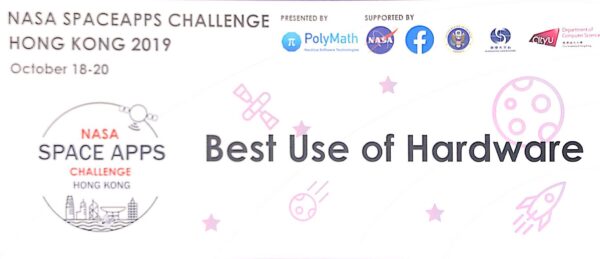 NASA SPACEAPPS CHALLENGE
HONG KONG 2019
October 18-20
PRESENTED BY
PolyMath
SUPPORTED BY
NASA
CityU
Department of
Computer Science
NASA
SPACE APPS
CHALLENGE
HONG KONG
Best Use of Hardware